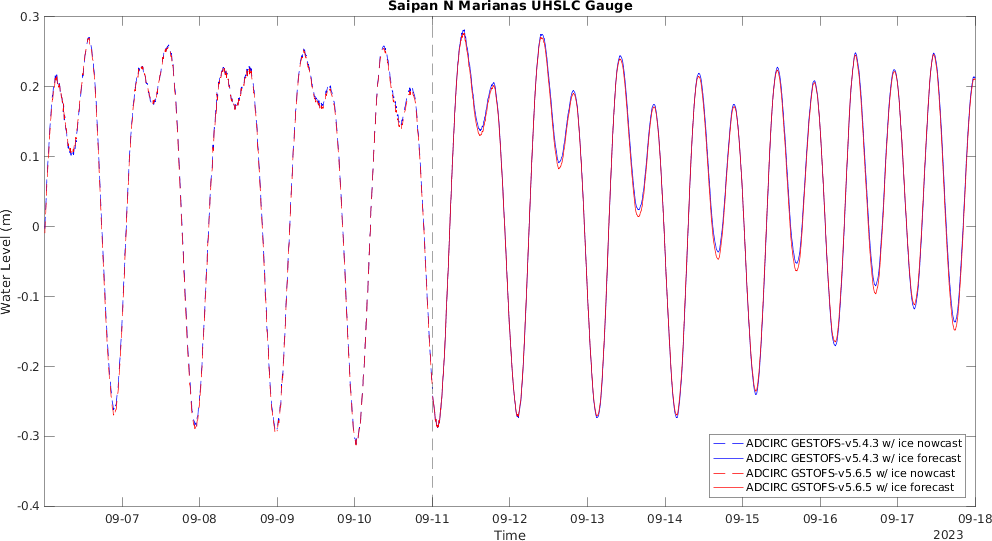 Saipan N Marianas UHSLC Gauge
Water Level (m)
0.3
0.2
0.1
0
-0.1
-0.2
-0.3
-0.4
ADCIRC GESTOFS-v5.4.3 w/ ice nowcast
ADCIRC GESTOFS-v5.4.3 w/ ice forecast
ADCIRC GSTOFS-v5.6.5 w/ ice nowcast
ADCIRC GSTOFS-v5.6.5 w/ ice forecast
09-07 09-08 09-09 09-10 09-11 09-12 09-13 09-14 09-15 09-16 09-17 09-18
Time
2023